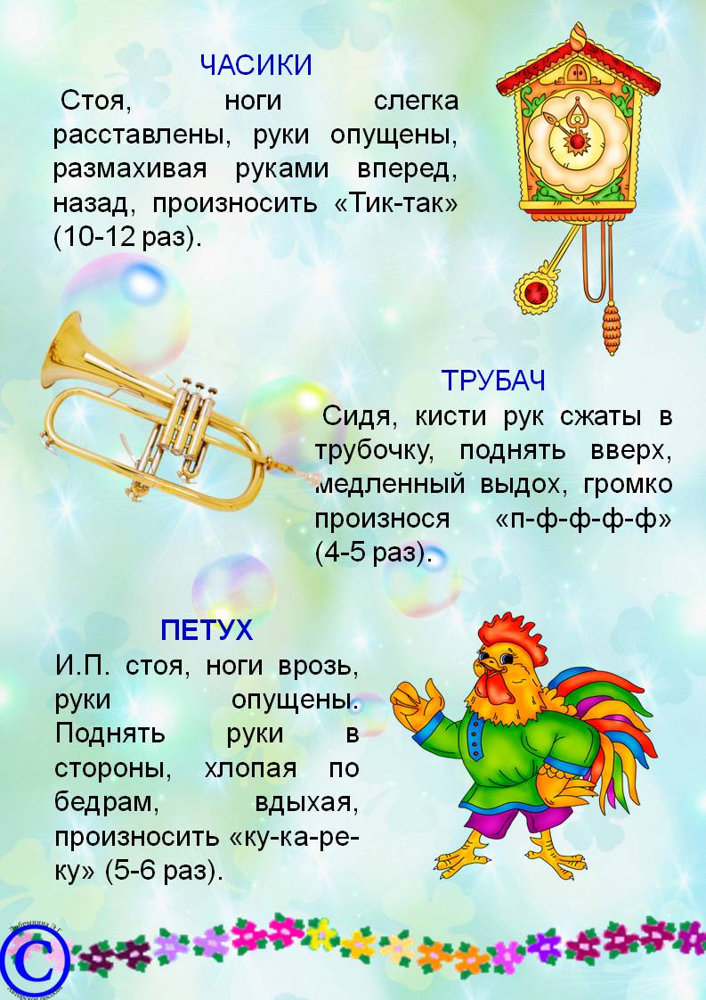 ЧАСИКИ
Стоя, ноги слегка
расставлены, руки опущены,
размахивая руками вперед,
назад, произносить «Тик-так»
(10-12 раз).
ТРУБАЧ
Сидя, кисти рук сжаты в
трубочку, поднять вверх,
медленный выдох, громко
произнося «п-ф-ф-ф-ф»
(4-5 раз).
ПЕТУХ
И.П. стоя, ноги врозь,
руки опущены.
Поднять руки в
стороны, хлопая по
бедрам, вдыхая,
произносить «ку-ка-ре-
ку» (5-6 раз).
Добрынина Э.Г.
©